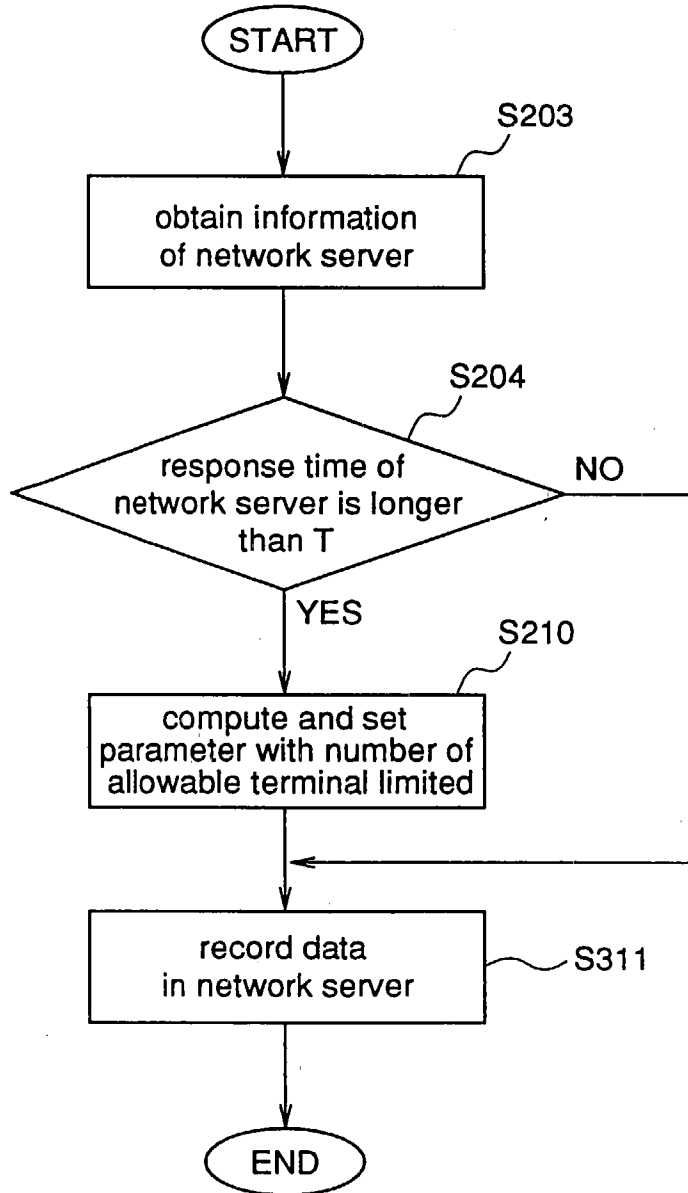 START
S203
obtain information
of network server
S204
response time of
network server is longer
than T
NO
YES
S210
compute and set
parameter with number of
allowable terminal limited
record data
in network server
S311
END